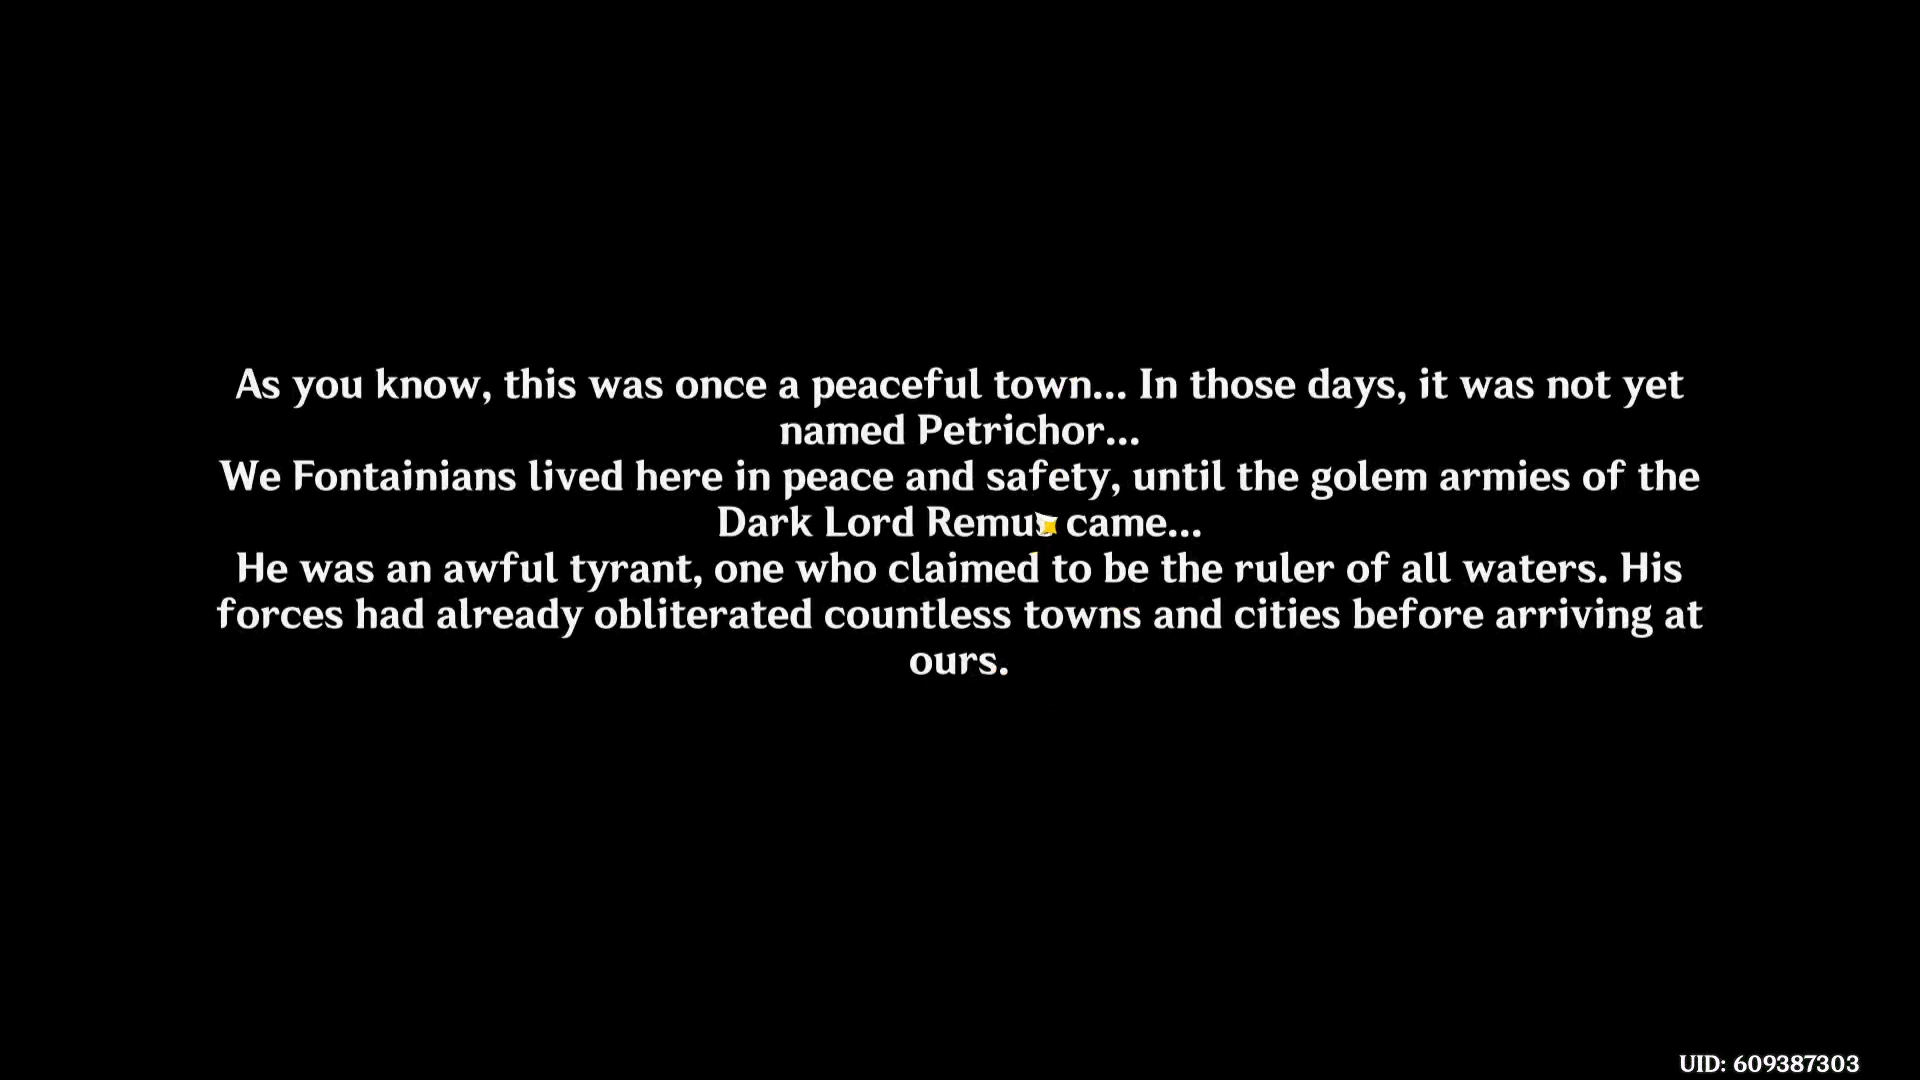 As you know, this was once a peaceful town... In those days, it was not yet
named Petrichor...
We Fontainians lived here in peace and safety, until the golem armies of the
Dark Lord Remus came...
He was an awful tyrant, one who claimed to be the ruler of all waters. His
forces had already obliterated countless towns and cities before arriving at
ours.
UID: 609387303